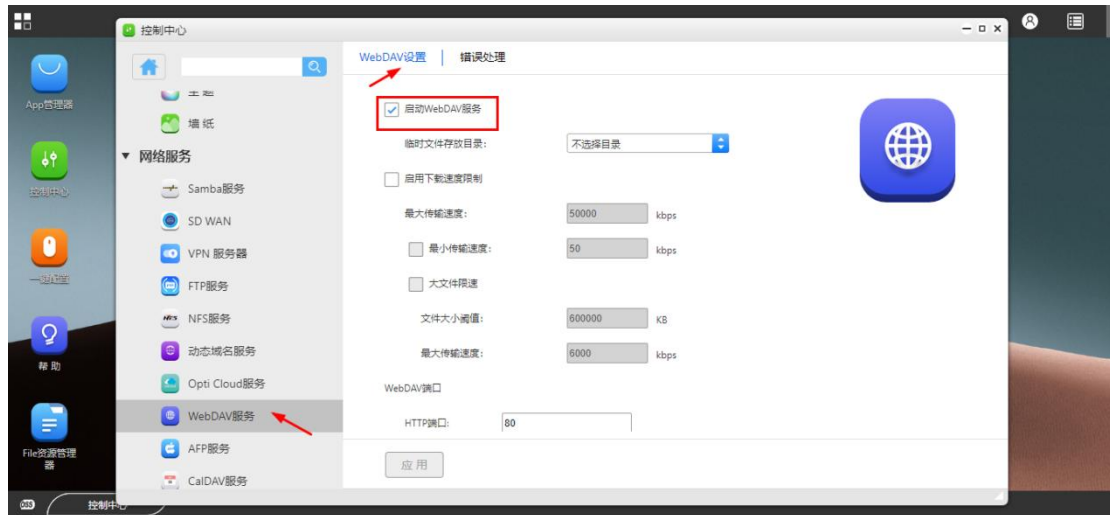 控制中心
App管理器
控制中心
一键配置
帮 助
File资源管理
器
主 题
墙 纸
网络服务
Samba服务
SD WAN
VPN 服务器
FTP服务
NFS服务
动态域名服务
Opti Cloud服务
WebDAV服务
AFP服务
CalDAV服务
WebDAV设置
错误处理
启动WebDAV服务
临时文件存放目录: 不选择目录
启用下载速度限制
最大传输速度: 50000 kbps
最小传输速度: 50 kbps
大文件限速
文件大小阈值: 600000 KB
最大传输速度: 6000 kbps
WebDAV端口
HTTP端口: 80
应 用
控制中心